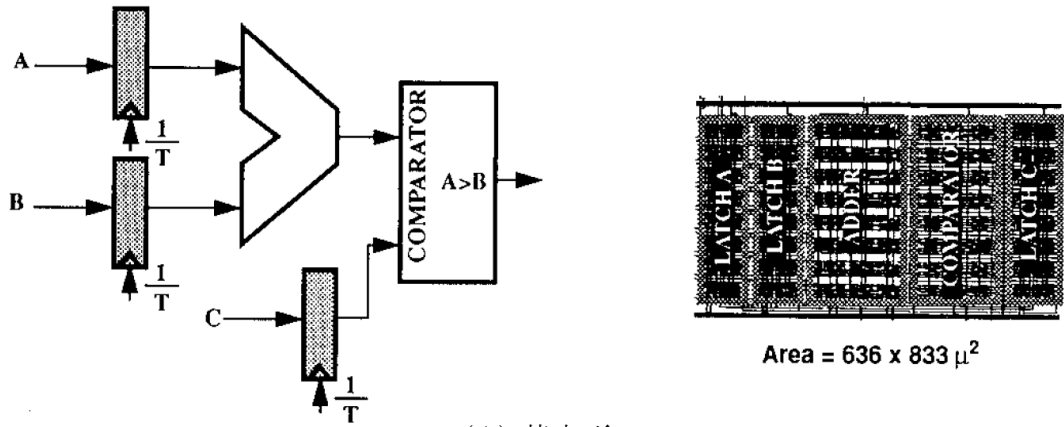 A
1
T
B
1
T
C
1
T
COMPARATOR
A>B
LATCH A
LATCH B
ADDER
COMPARATOR
LATCH C
Area = 636 x 833 μ²